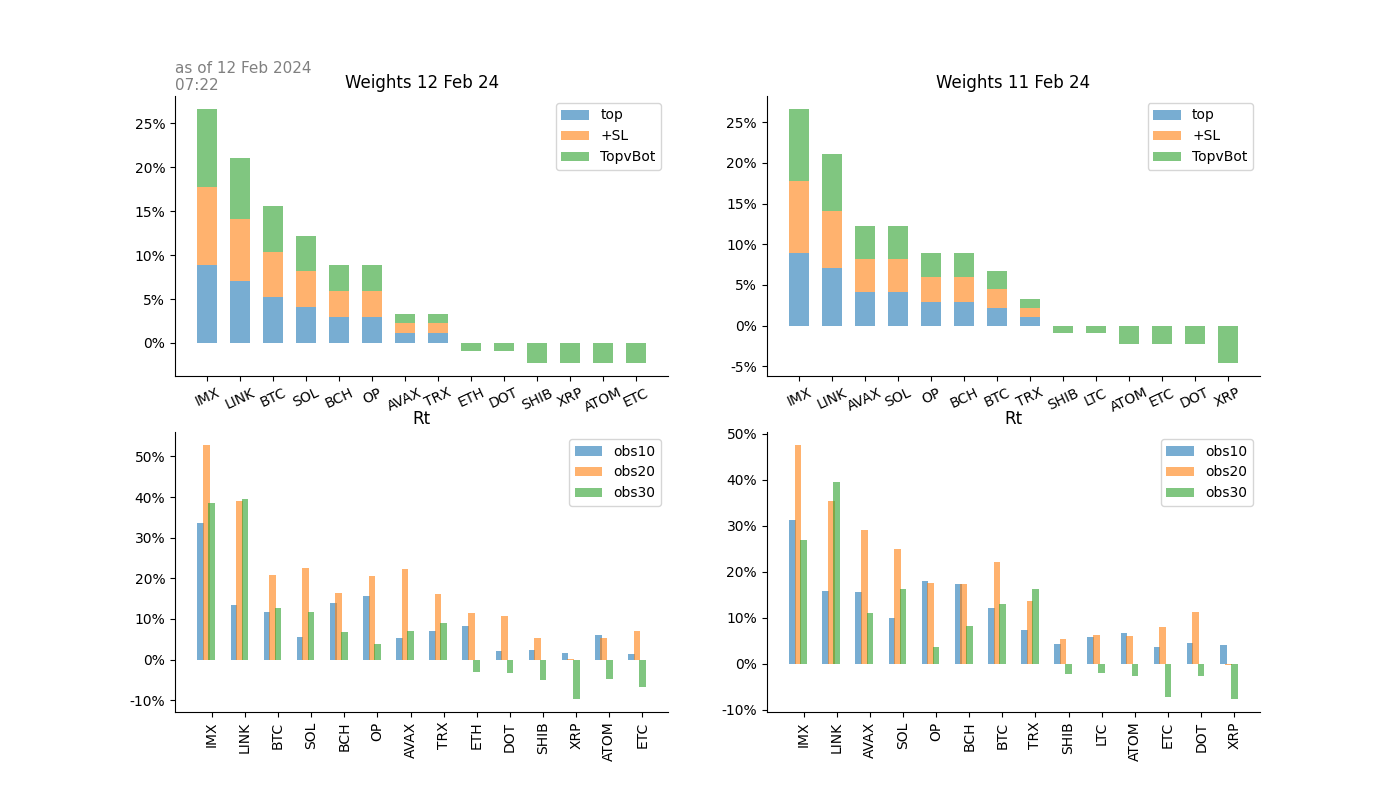 as of 12 Feb 2024
07:22
Weights 12 Feb 24
25%
20%
15%
10%
5%
0%
top
+SL
TopvBot
IMX LINK BTC SOL BCH OP AVAX TRX ETH DOT SHIB XRP ATOM ETC
Weights 11 Feb 24
25%
20%
15%
10%
5%
0%
-5%
top
+SL
TopvBot
IMX LINK AVAX SOL OP BCH BTC TRX SHIB LTC ATOM ETC DOT XRP
Rt
50%
40%
30%
20%
10%
0%
-10%
obs10
obs20
obs30
IMX LINK BTC SOL BCH OP AVAX TRX ETH DOT SHIB XRP ATOM ETC
Rt
50%
40%
30%
20%
10%
0%
-10%
obs10
obs20
obs30
IMX LINK AVAX SOL OP BCH BTC TRX SHIB LTC ATOM ETC DOT XRP